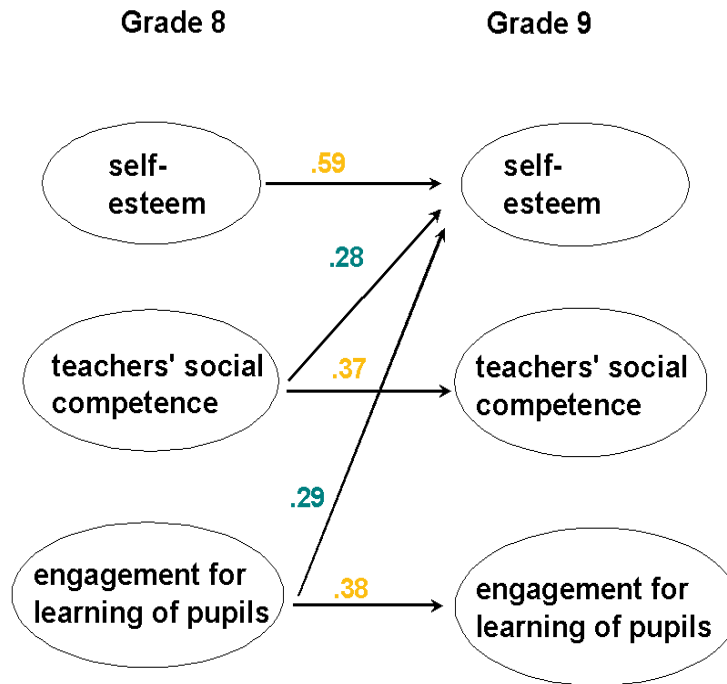 Grade 8
Grade 9
self-
esteem
.59
self-
esteem
.28
teachers' social
competence
.37
teachers' social
competence
.29
engagement for
learning of pupils
.38
engagement for
learning of pupils